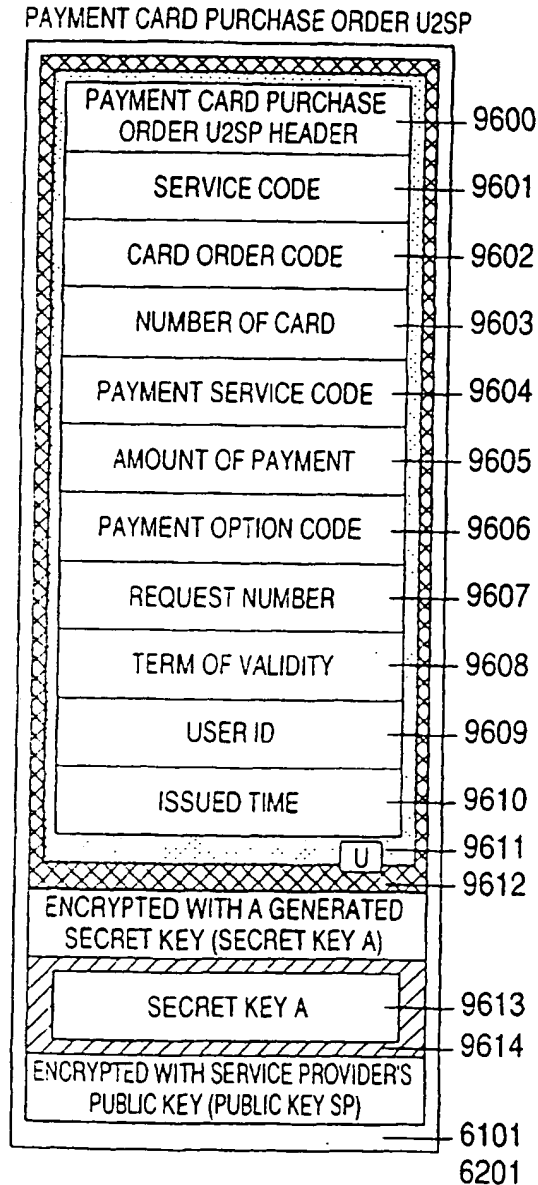 PAYMENT CARD PURCHASE ORDER U2SP
PAYMENT CARD PURCHASE
ORDER U2SP HEADER
9600
SERVICE CODE
9601
CARD ORDER CODE
9602
NUMBER OF CARD
9603
PAYMENT SERVICE CODE
9604
AMOUNT OF PAYMENT
9605
PAYMENT OPTION CODE
9606
REQUEST NUMBER
9607
TERM OF VALIDITY
9608
USER ID
9609
ISSUED TIME
9610
U
9611
9612
ENCRYPTED WITH A GENERATED
SECRET KEY (SECRET KEY A)
SECRET KEY A
9613
9614
ENCRYPTED WITH SERVICE PROVIDER'S
PUBLIC KEY (PUBLIC KEY SP)
6101
6201